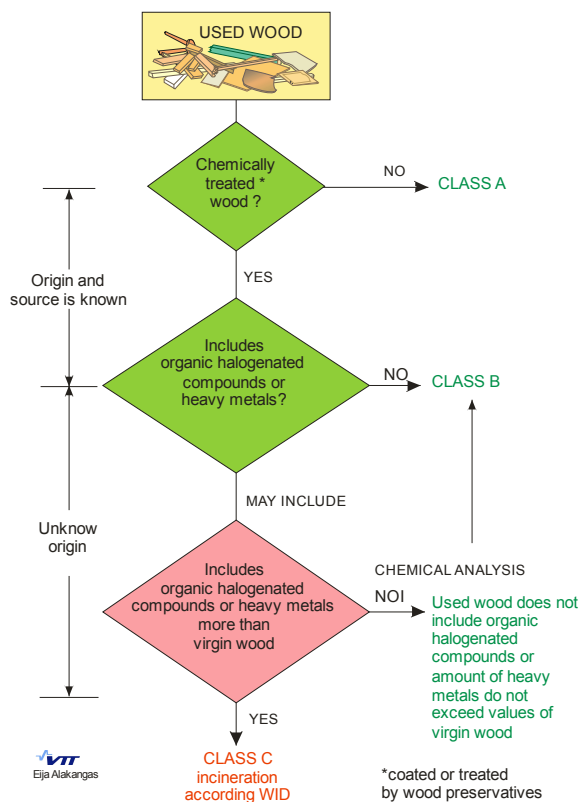 USED WOOD
Chemically
treated *
wood ?
NO
CLASS A
YES
Origin and
source is known
Includes
organic halogenated
compounds or
heavy metals?
NO
CLASS B
MAY INCLUDE
Unknow
origin
Includes
organic halogenated
compounds or heavy metals
more than
virgin wood
CHEMICAL ANALYSIS
NOI
Used wood does not
include organic
halogenated
compounds or
amount of heavy
metals do not
exceed values of
virgin wood
YES
CLASS C
incineration
according WID
VTT
Eija Alakangas
*coated or treated
by wood preservatives